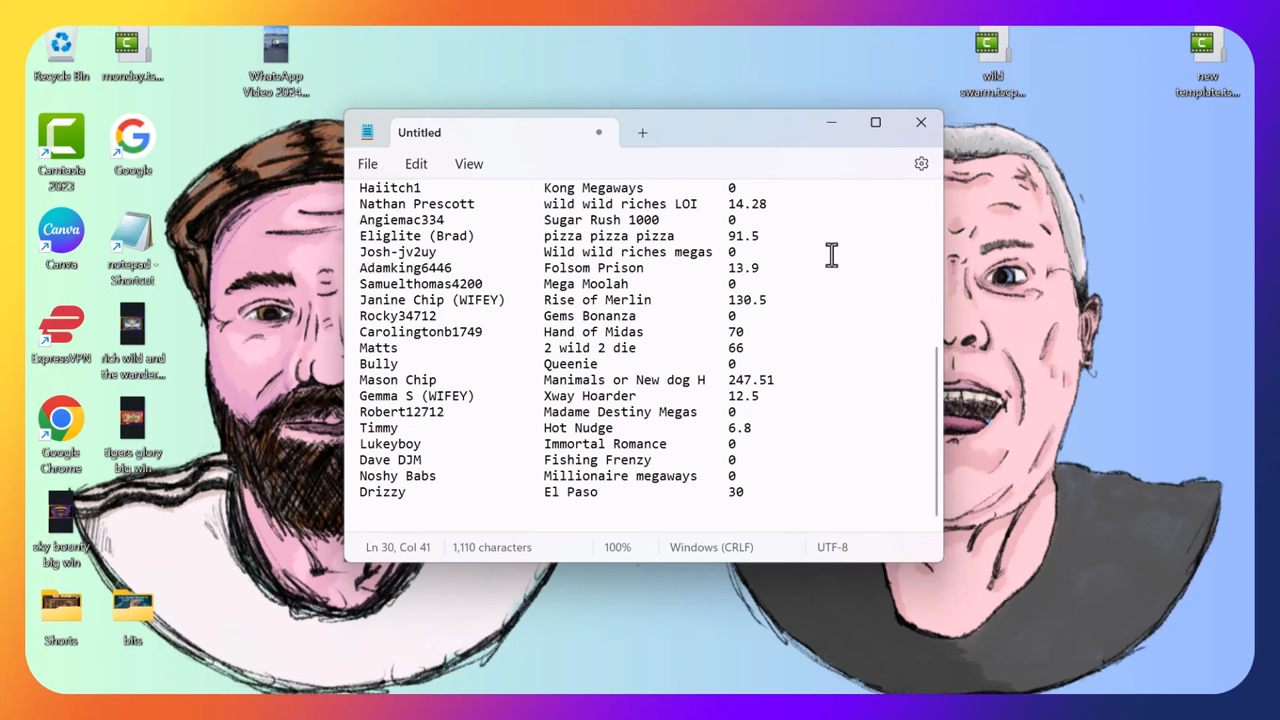 Recycle Bin
monday.ts...
WhatsApp
Video 2024...
wild
swarm.tscp...
new
template.ts...
Camtasia
2023
Google
Canva
Canva
notepad -
Shortcut
ExpressVPN
rich wild and
the wander...
Google
Chrome
tigers glory
big win
sky bounty
big win
Shorts
bits
Untitled
File Edit View
Haiitch1 Kong Megaways 0
Nathan Prescott wild wild riches LOI 14.28
Angiemac334 Sugar Rush 1000 0
Eliglite (Brad) pizza pizza pizza 91.5
Josh-jv2uy Wild wild riches megas 0
Adamking6446 Folsom Prison 13.9
Samuelthomas4200 Mega Moolah 0
Janine Chip (WIFEY) Rise of Merlin 130.5
Rocky34712 Gems Bonanza 0
Carolingtonb1749 Hand of Midas 70
Matts 2 wild 2 die 66
Bully Queenie 0
Mason Chip Manimals or New dog H 247.51
Gemma S (WIFEY) Xway Hoarder 12.5
Robert12712 Madame Destiny Megas 0
Timmy Hot Nudge 6.8
Lukeyboy Immortal Romance 0
Dave DJM Fishing Frenzy 0
Noshy Babs Millionaire megaways 0
Drizzy El Paso 30
Ln 30, Col 41 1,110 characters 100% Windows (CRLF) UTF-8